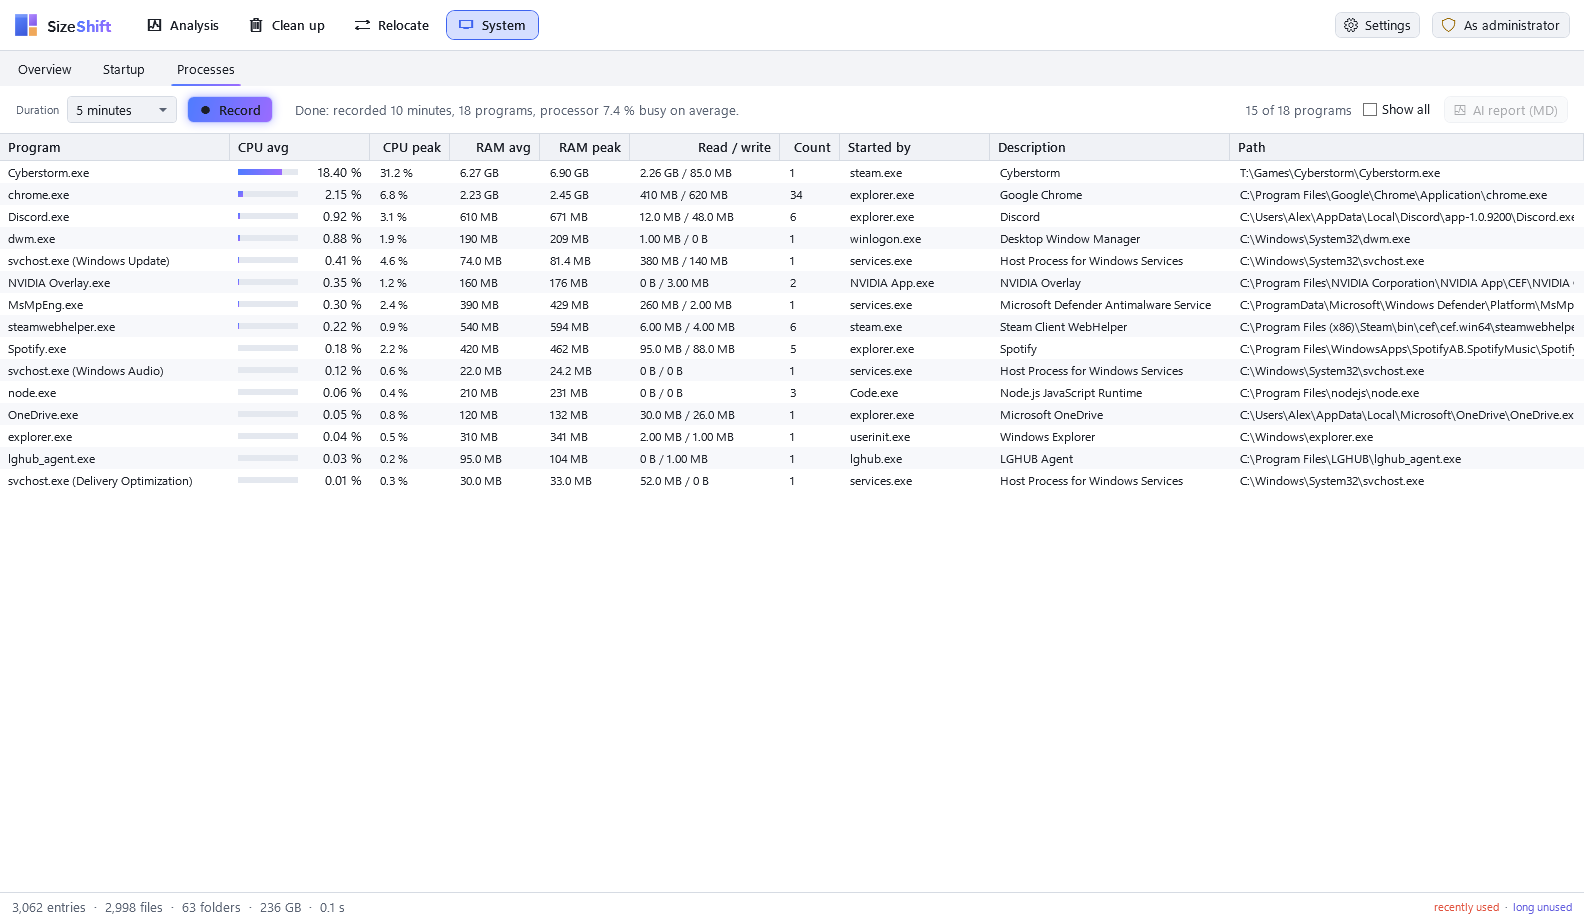 SizeShift Analysis Clean up Relocate System Settings As administrator
Overview Startup Processes
Duration 5 minutes Record Done: recorded 10 minutes, 18 programs, processor 7.4 % busy on average. 15 of 18 programs Show all AI report (MD)
Program CPU avg CPU peak RAM avg RAM peak Read / write Count Started by Description Path
Cyberstorm.exe 18.40 % 31.2 % 6.27 GB 6.90 GB 2.26 GB / 85.0 MB 1 steam.exe Cyberstorm T:\Games\Cyberstorm\Cyberstorm.exe
chrome.exe 2.15 % 6.8 % 2.23 GB 2.45 GB 410 MB / 620 MB 34 explorer.exe Google Chrome C:\Program Files\Google\Chrome\Application\chrome.exe
Discord.exe 0.92 % 3.1 % 610 MB 671 MB 12.0 MB / 48.0 MB 6 explorer.exe Discord C:\Users\Alex\AppData\Local\Discord\app-1.0.9200\Discord.exe
dwm.exe 0.88 % 1.9 % 190 MB 209 MB 1.00 MB / 0 B 1 winlogon.exe Desktop Window Manager C:\Windows\System32\dwm.exe
svchost.exe (Windows Update) 0.41 % 4.6 % 74.0 MB 81.4 MB 380 MB / 140 MB 1 services.exe Host Process for Windows Services C:\Windows\System32\svchost.exe
NVIDIA Overlay.exe 0.35 % 1.2 % 160 MB 176 MB 0 B / 3.00 MB 2 NVIDIA App.exe NVIDIA Overlay C:\Program Files\NVIDIA Corporation\NVIDIA App\CEF\NVIDIA
MsMpEng.exe 0.30 % 2.4 % 390 MB 429 MB 260 MB / 2.00 MB 1 services.exe Microsoft Defender Antimalware Service C:\ProgramData\Microsoft\Windows Defender\Platform\MsMp
steamwebhelper.exe 0.22 % 0.9 % 540 MB 594 MB 6.00 MB / 4.00 MB 6 steam.exe Steam Client WebHelper C:\Program Files (x86)\Steam\bin\cef\cef.win64\steamwebhelpe
Spotify.exe 0.18 % 2.2 % 420 MB 462 MB 95.0 MB / 88.0 MB 5 explorer.exe Spotify C:\Program Files\WindowsApps\SpotifyAB.SpotifyMusic\Spotify
svchost.exe (Windows Audio) 0.12 % 0.6 % 22.0 MB 24.2 MB 0 B / 0 B 1 services.exe Host Process for Windows Services C:\Windows\System32\svchost.exe
node.exe 0.06 % 0.4 % 210 MB 231 MB 0 B / 0 B 3 Code.exe Node.js JavaScript Runtime C:\Program Files\nodejs\node.exe
OneDrive.exe 0.05 % 0.8 % 120 MB 132 MB 30.0 MB / 26.0 MB 1 explorer.exe Microsoft OneDrive C:\Users\Alex\AppData\Local\Microsoft\OneDrive\OneDrive.ex
explorer.exe 0.04 % 0.5 % 310 MB 341 MB 2.00 MB / 1.00 MB 1 userinit.exe Windows Explorer C:\Windows\explorer.exe
lghub_agent.exe 0.03 % 0.2 % 95.0 MB 104 MB 0 B / 1.00 MB 1 lghub.exe LGHUB Agent C:\Program Files\LGHUB\lghub_agent.exe
svchost.exe (Delivery Optimization) 0.01 % 0.3 % 30.0 MB 33.0 MB 52.0 MB / 0 B 1 services.exe Host Process for Windows Services C:\Windows\System32\svchost.exe
3,062 entries · 2,998 files · 63 folders · 236 GB · 0.1 s recently used · long unused